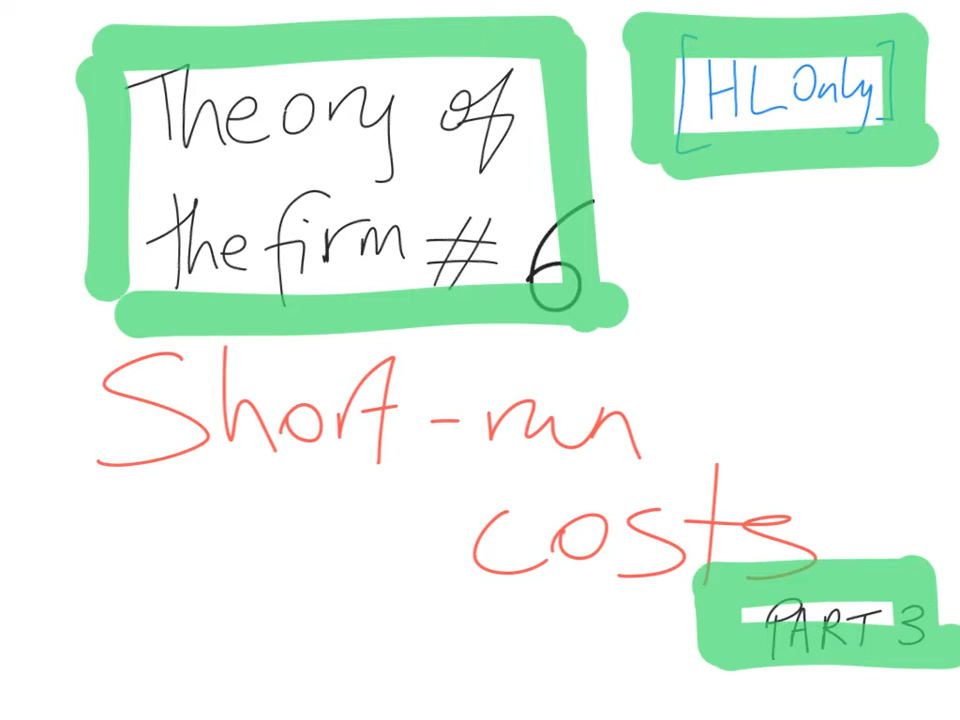 Theory of
[HL Only]
the firm # 6
Short-run
costs
PART 3